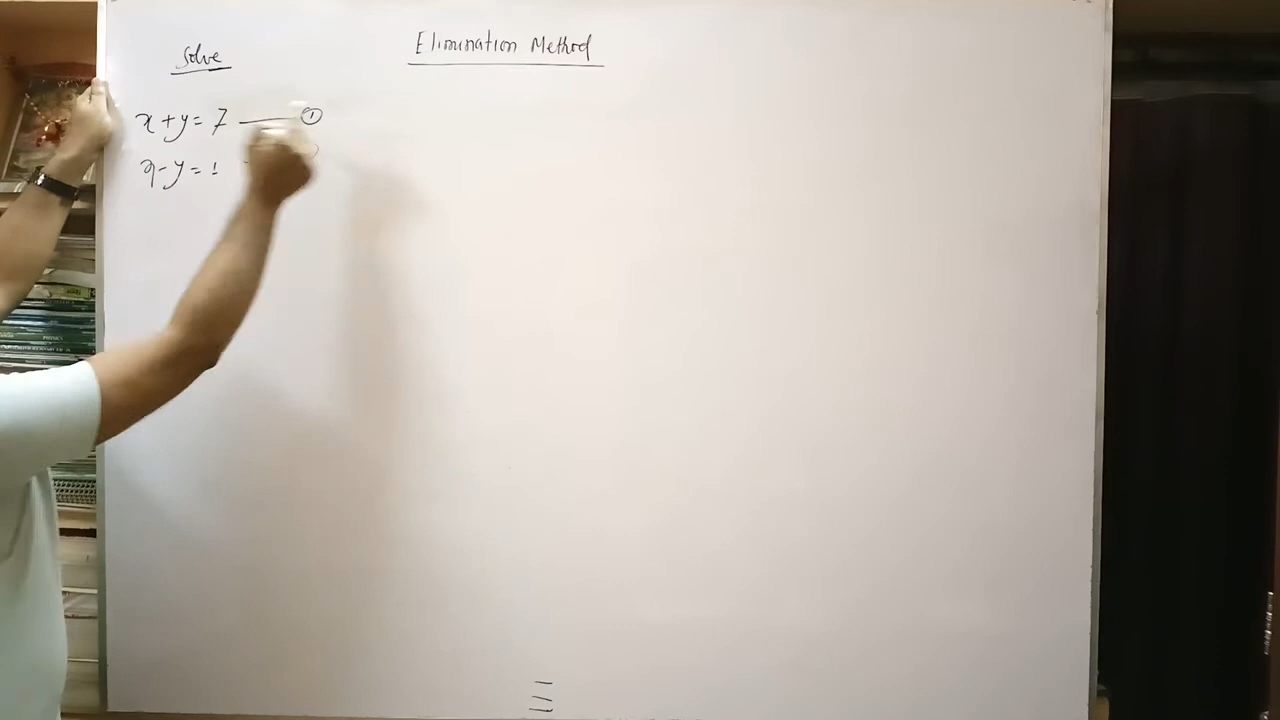 Solve
Elimination Method
x + y = 7 —— ①
x - y = 1